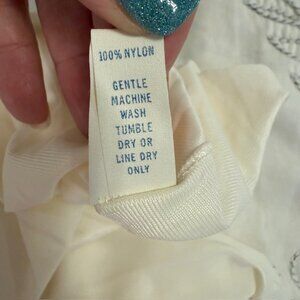 100% NYLON
GENTLE
MACHINE
WASH
TUMBLE
DRY OR
LINE DRY
ONLY